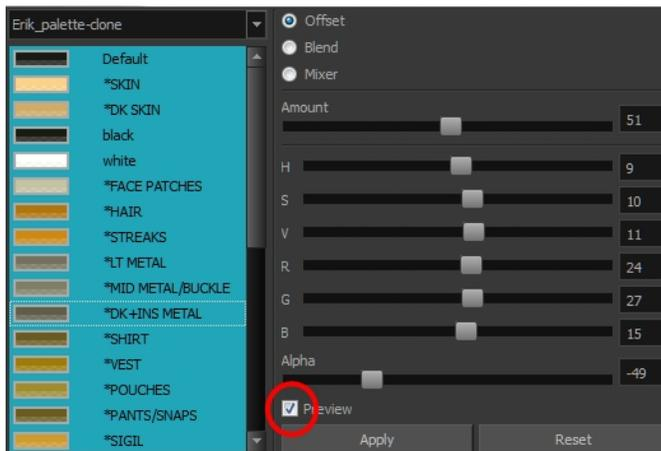 Erik_palette-clone
Default
*SKIN
*DK SKIN
black
white
*FACE PATCHES
*HAIR
*STREAKS
*LT METAL
*MID METAL/BUCKLE
*DK+INS METAL
*SHIRT
*VEST
*POUCHES
*PANTS/SNAPS
*SIGIL
Offset
Blend
Mixer
Amount
51
H 9
S 10
V 11
R 24
G 27
B 15
Alpha
-49
Preview
Apply Reset